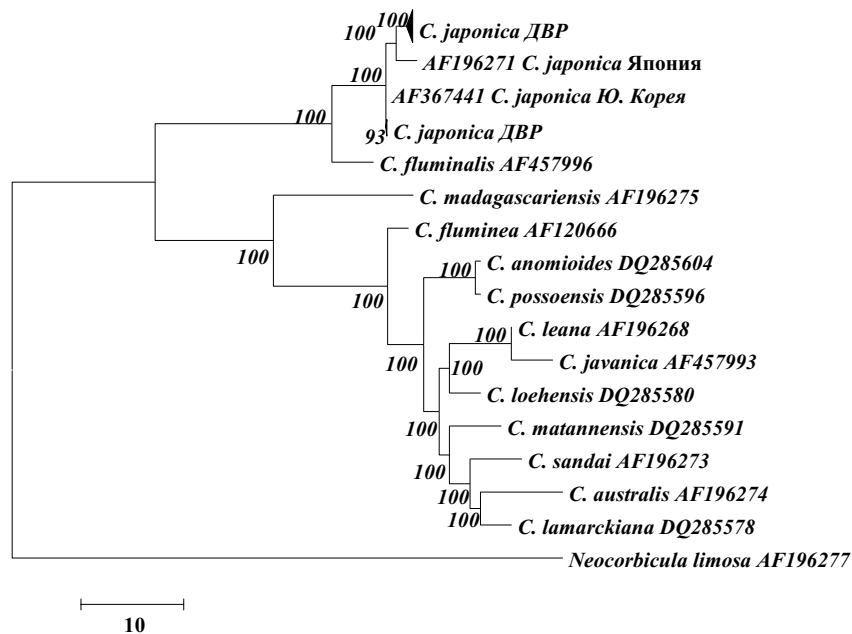 100
100
C. japonica ДВР
AF196271 C. japonica Япония
100
AF367441 C. japonica Ю. Корея
100
93
C. japonica ДВР
C. fluminalis AF457996
C. madagascariensis AF196275
C. fluminea AF120666
100
C. anomioides DQ285604
100
C. possoensis DQ285596
100
C. leana AF196268
100
C. javanica AF457993
100
100
C. loehensis DQ285580
C. matannensis DQ285591
100
C. sandai AF196273
100
C. australis AF196274
100
C. lamarckiana DQ285578
100
Neocorbicula limosa AF196277
10